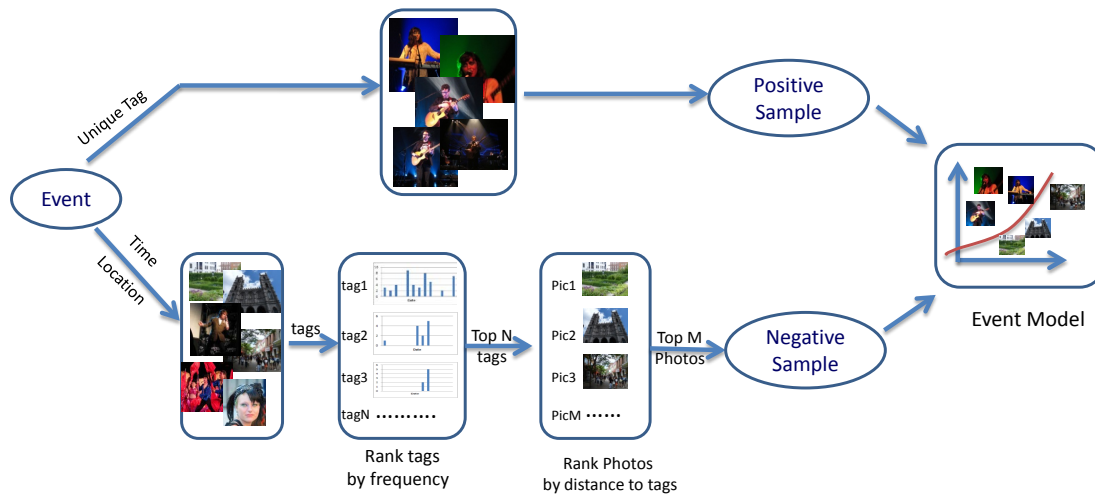 Unique Tag
Positive
Sample
Event
Time
Location
tags
tag1
tag2
tag3
tagN ..........
Top N
tags
Pic1
Pic2
Pic3
PicM ......
Top M
Photos
Negative
Sample
Event Model
Rank tags
by frequency
Rank Photos
by distance to tags